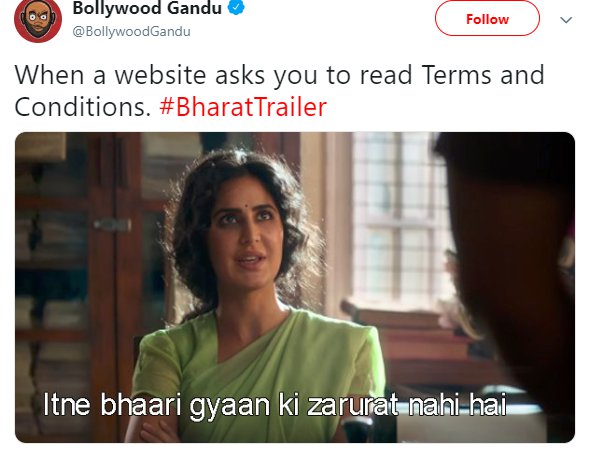 Bollywood Gandu
Follow
@BollywoodGandu
When a website asks you to read Terms and
Conditions. #BharatTrailer
Itne bhaari gyaan ki zarurat nahi hai